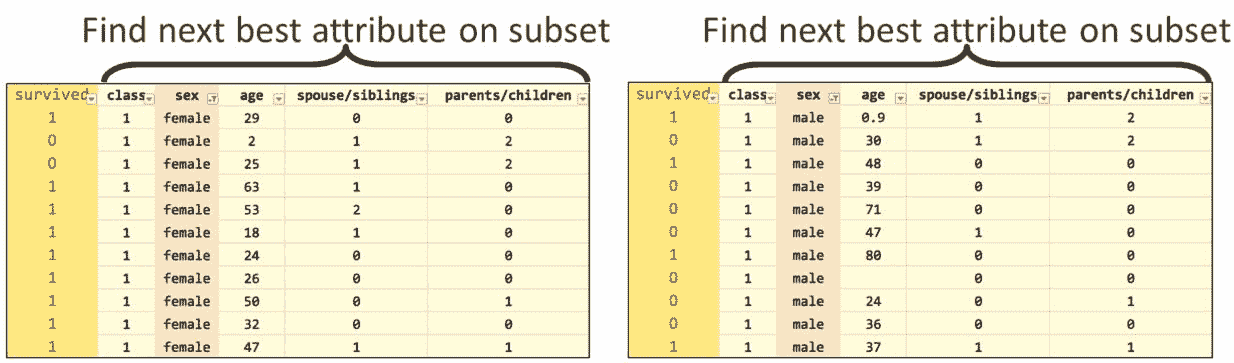 Find next best attribute on subset
survived class sex age spouse/siblings parents/children
1 1 female 29 0 0
0 1 female 2 1 2
0 1 female 25 1 2
1 1 female 63 1 0
1 1 female 53 2 0
1 1 female 18 1 0
1 1 female 24 0 0
1 1 female 26 0 0
1 1 female 50 0 1
1 1 female 32 0 0
1 1 female 47 1 1
Find next best attribute on subset
survived class sex age spouse/siblings parents/children
1 1 male 0.9 1 2
0 1 male 30 1 2
1 1 male 48 0 0
0 1 male 39 0 0
0 1 male 71 0 0
0 1 male 47 1 0
1 1 male 80 0 0
0 1 male 0 0
0 1 male 24 0 1
0 1 male 36 0 0
1 1 male 37 1 1